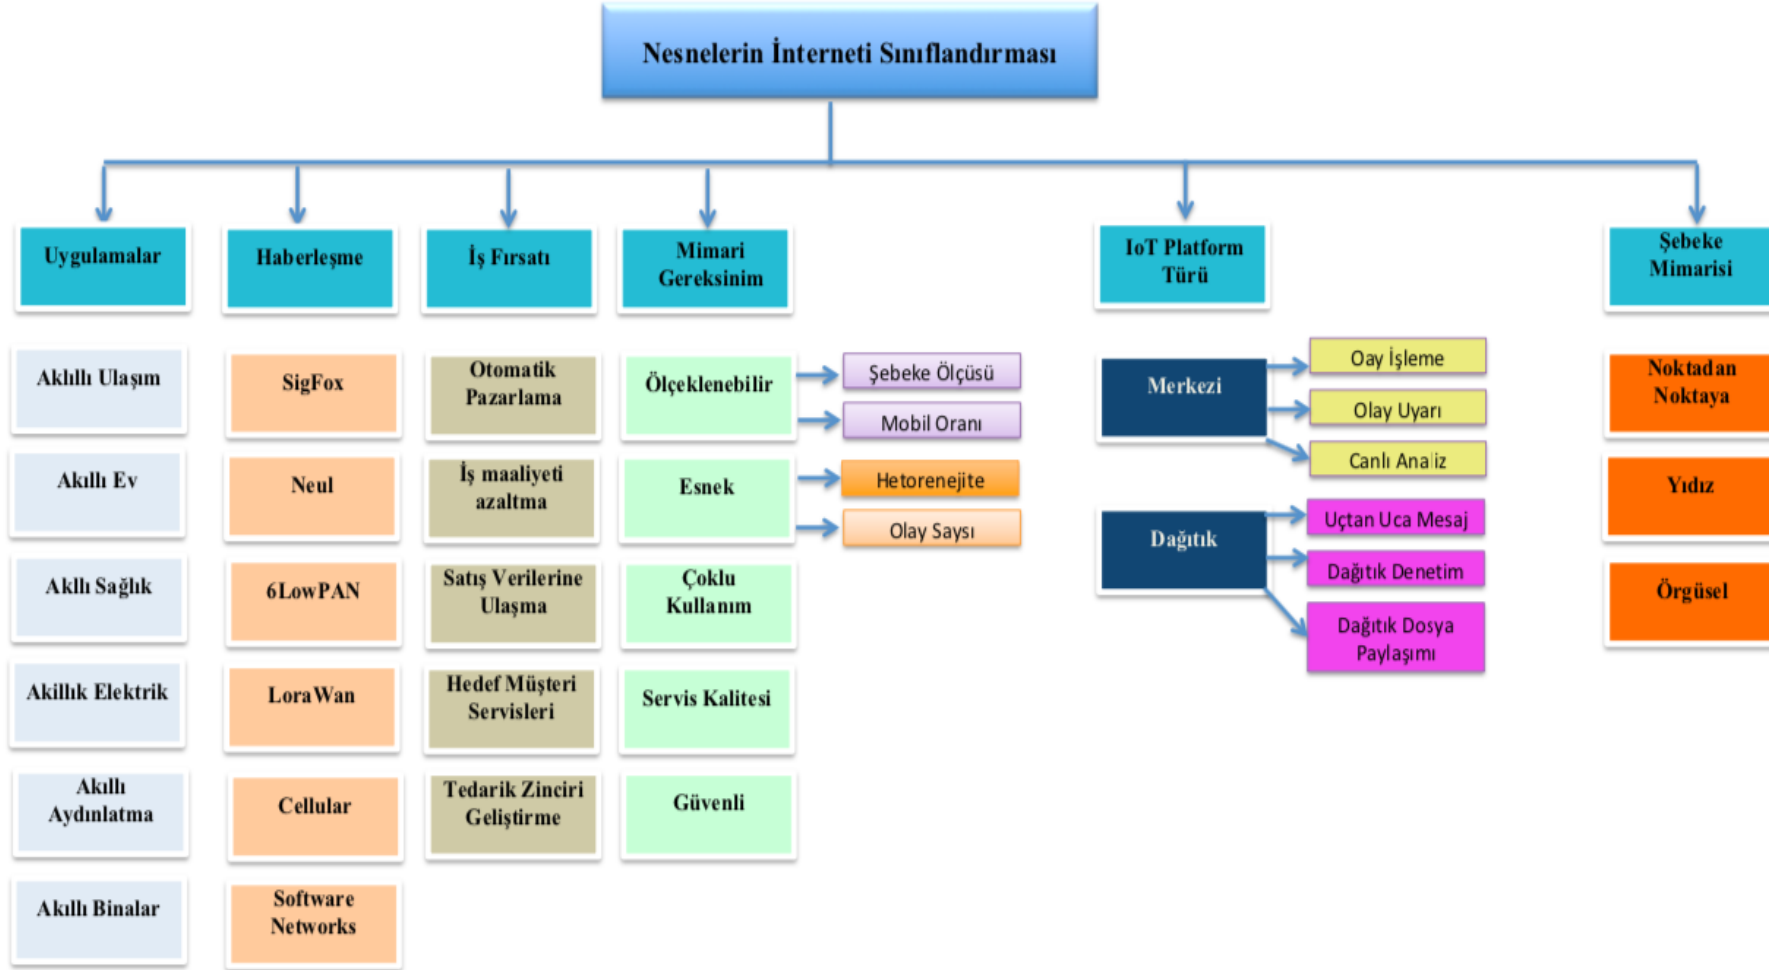 Nesnelerin İnterneti Sınıflandırması
Uygulamalar
Aklıllı Ulaşım
Akıllı Ev
Akllı Sağlık
Akillık Elektrik
Akıllı
Aydınlatma
Akıllı Binalar
Haberleşme
SigFox
Neul
6LowPAN
LoraWan
Cellular
Software
Networks
İş Fırsatı
Otomatik
Pazarlama
İş maaliyeti
azaltma
Satış Verilerine
Ulaşma
Hedef Müşteri
Servisleri
Tedarik Zinciri
Geliştirme
Mimari
Gereksinim
Ölçeklenebilir
Şebeke Ölçüsü
Mobil Oranı
Esnek
Hetorenejite
Olay Saysı
Çoklu
Kullanım
Servis Kalitesi
Güvenli
IoT Platform
Türü
Merkezi
Oay İşleme
Olay Uyarı
Canlı Analiz
Dağıtık
Uçtan Uca Mesaj
Dağıtık Denetim
Dağıtık Dosya
Paylaşımı
Şebeke
Mimarisi
Noktadan
Noktaya
Yıdız
Örgüsel